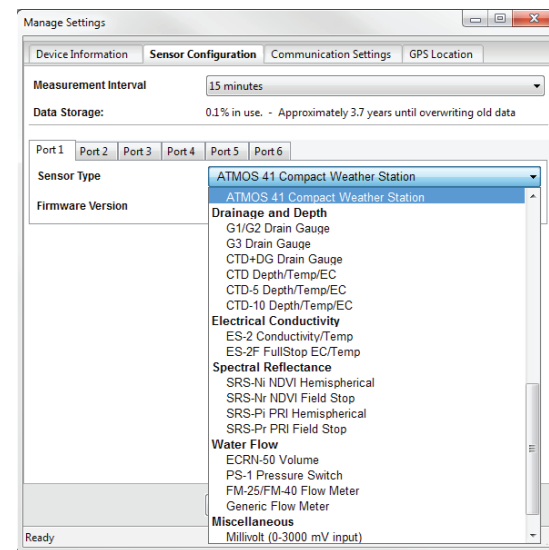 Manage Settings
Device Information Sensor Configuration Communication Settings GPS Location
Measurement Interval 15 minutes
Data Storage: 0.1% in use. - Approximately 3.7 years until overwriting old data
Port 1 Port 2 Port 3 Port 4 Port 5 Port 6
Sensor Type ATMOS 41 Compact Weather Station
ATMOS 41 Compact Weather Station
Firmware Version
Drainage and Depth
G1/G2 Drain Gauge
G3 Drain Gauge
CTD+DG Drain Gauge
CTD Depth/Temp/EC
CTD-5 Depth/Temp/EC
CTD-10 Depth/Temp/EC
Electrical Conductivity
ES-2 Conductivity/Temp
ES-2F FullStop EC/Temp
Spectral Reflectance
SRS-Ni NDVI Hemispherical
SRS-Nr NDVI Field Stop
SRS-Pi PRI Hemispherical
SRS-Pr PRI Field Stop
Water Flow
ECRN-50 Volume
PS-1 Pressure Switch
FM-25/FM-40 Flow Meter
Generic Flow Meter
Miscellaneous
Millivolt (0-3000 mV input)
Ready